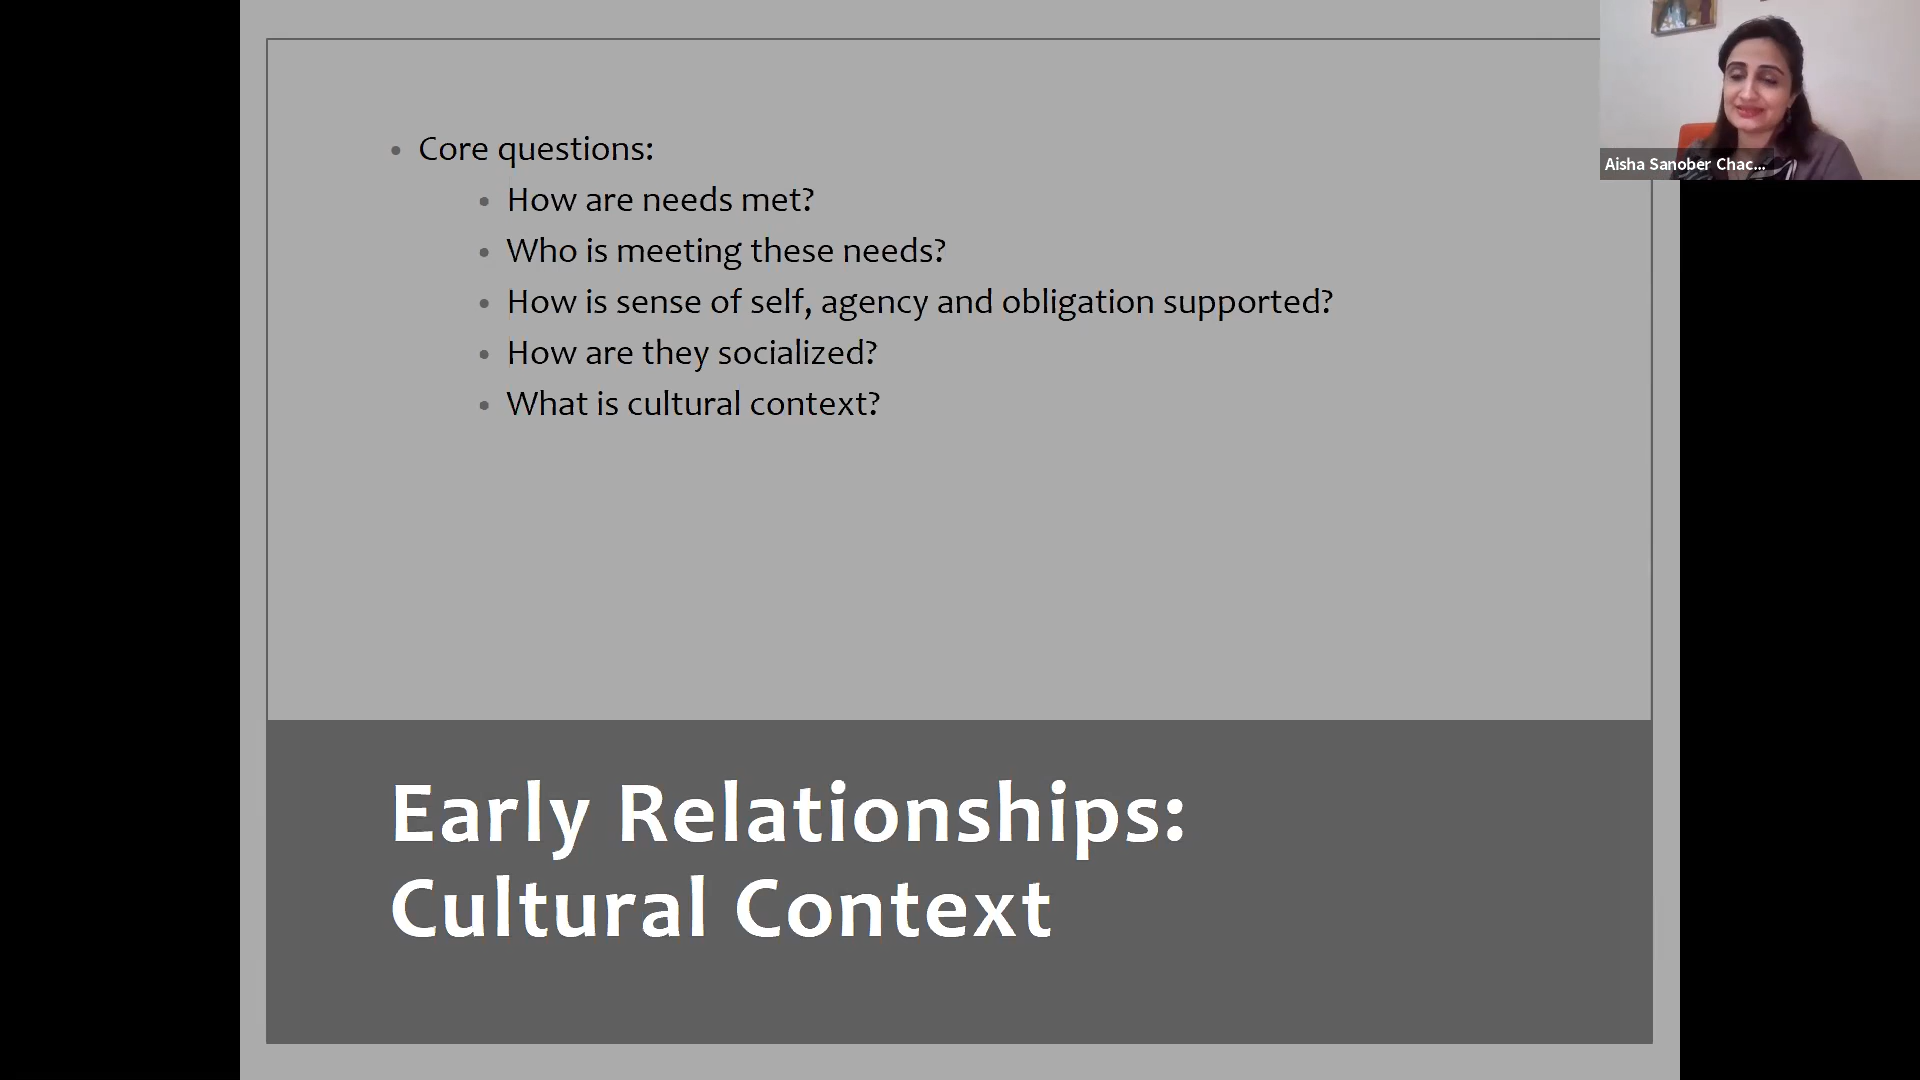 Core questions:
How are needs met?
Who is meeting these needs?
How is sense of self, agency and obligation supported?
How are they socialized?
What is cultural context?
Early Relationships:
Cultural Context
Aisha Sanober Chac...